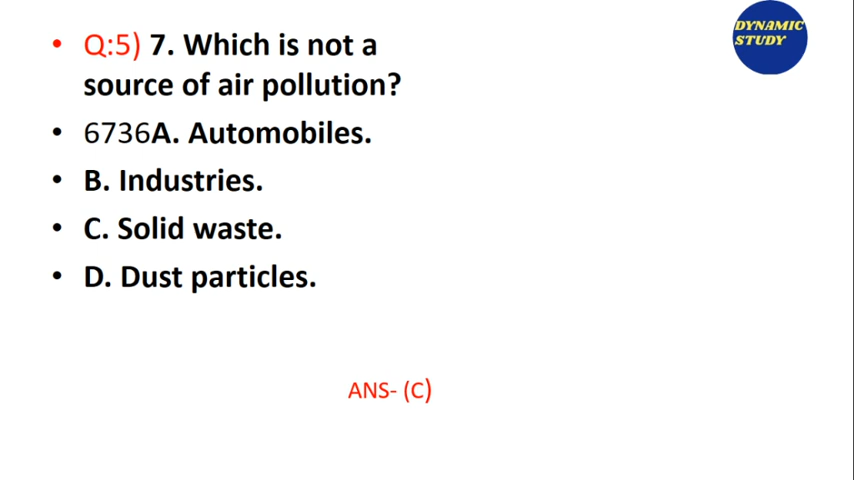 DYNAMIC
STUDY
Q:5) 7. Which is not a
source of air pollution?
6736A. Automobiles.
B. Industries.
C. Solid waste.
D. Dust particles.
ANS- (C)